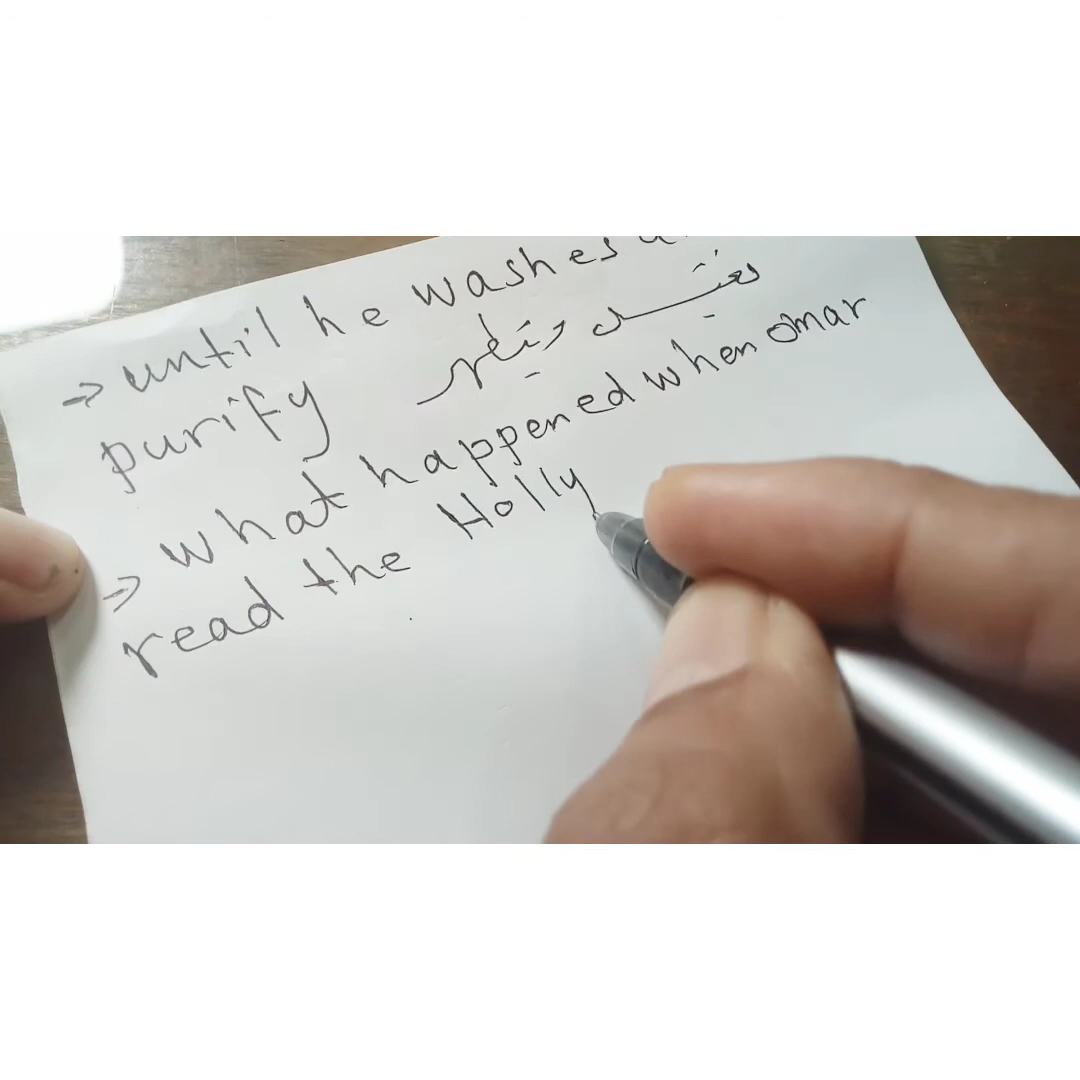 → until he washes
purify يغتسل ويتطهر
→ what happened when omar
read the Holly